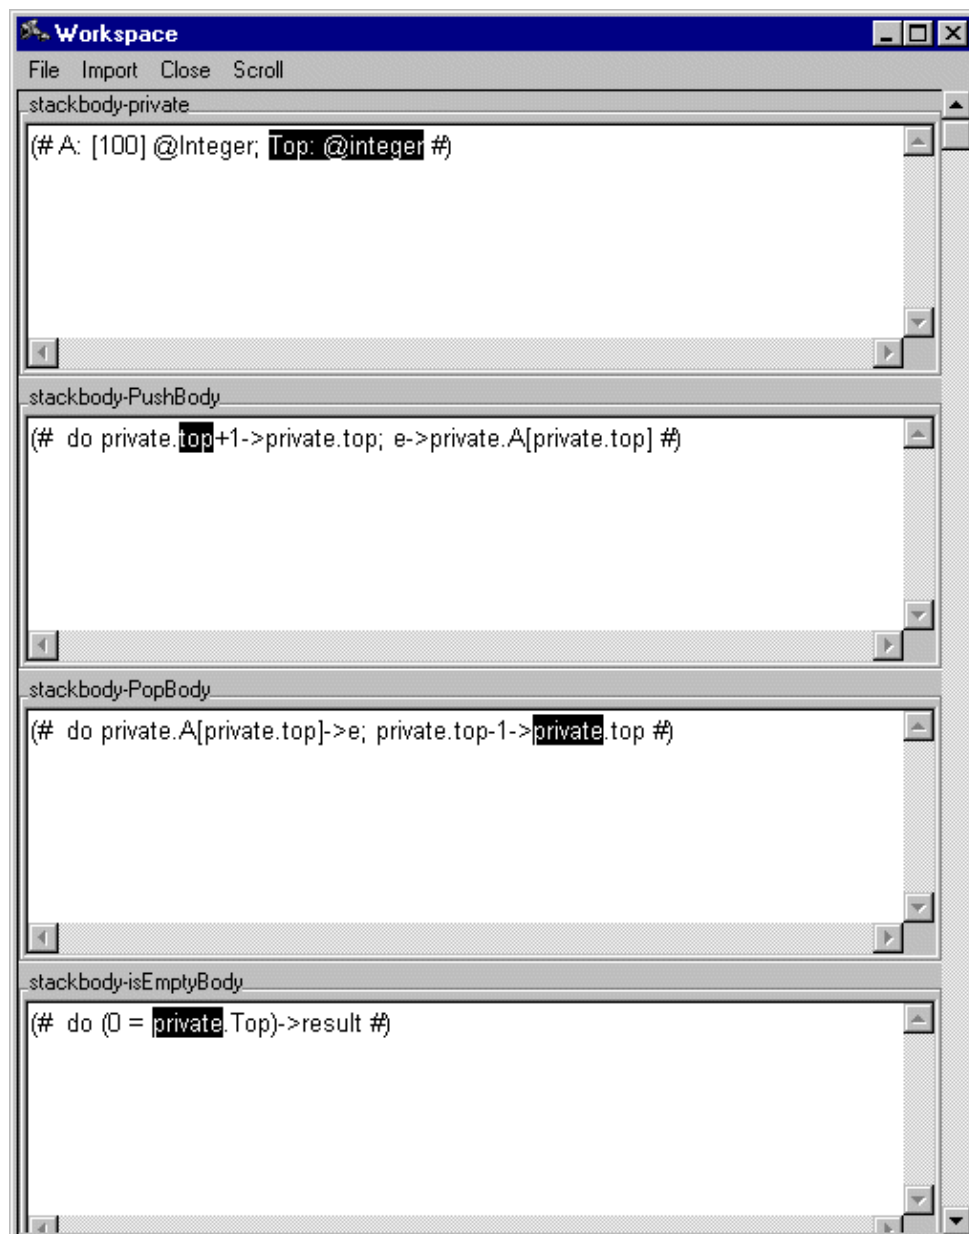 Workspace
File Import Close Scroll
stackbody-private
(# A: [100] @Integer; Top: @integer #)
stackbody-PushBody
(#  do private.top+1->private.top; e->private.A[private.top] #)
stackbody-PopBody
(#  do private.A[private.top]->e; private.top-1->private.top #)
stackbody-isEmptyBody
(#  do (0 = private.Top)->result #)